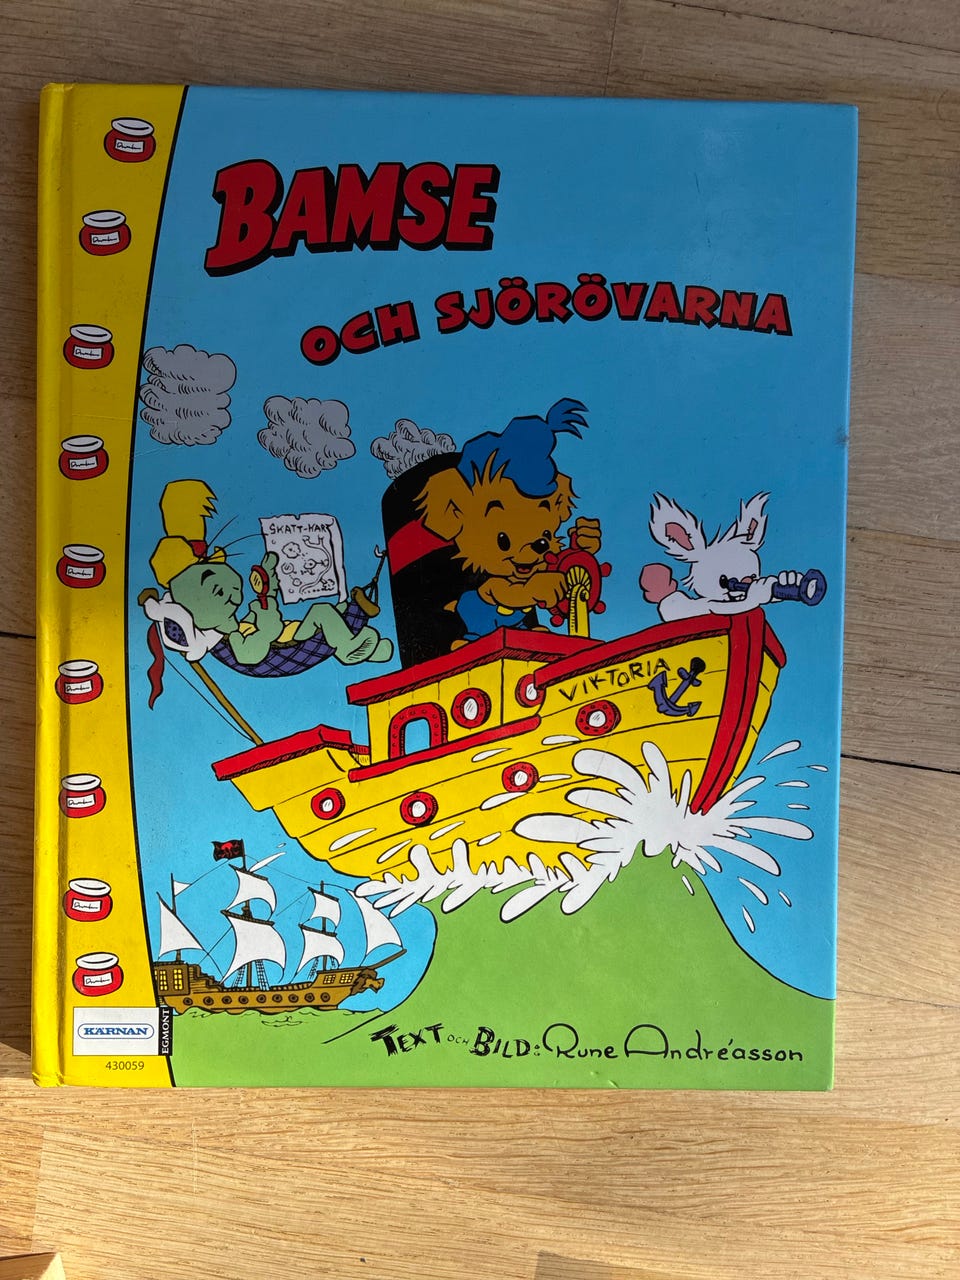 BAMSE
OCH SJÖRÖVARNA
SKATT-KART
VIKTORIA
TEXT OCH BILD: Rune Andréasson
KÄRNAN
EGMONT
430059